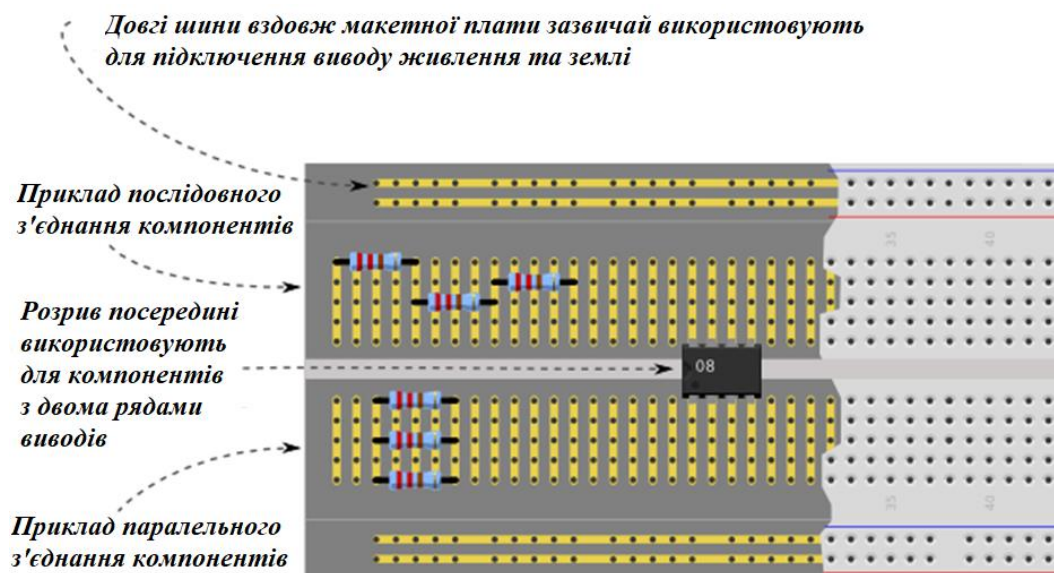 Довгі шини вздовж макетної плати зазвичай використовують
для підключення виводу живлення та землі
Приклад послідовного
з'єднання компонентів
35
40
Розрив посередині
використовують
для компонентів
з двома рядами
виводів
08
Приклад паралельного
з'єднання компонентів
35
40